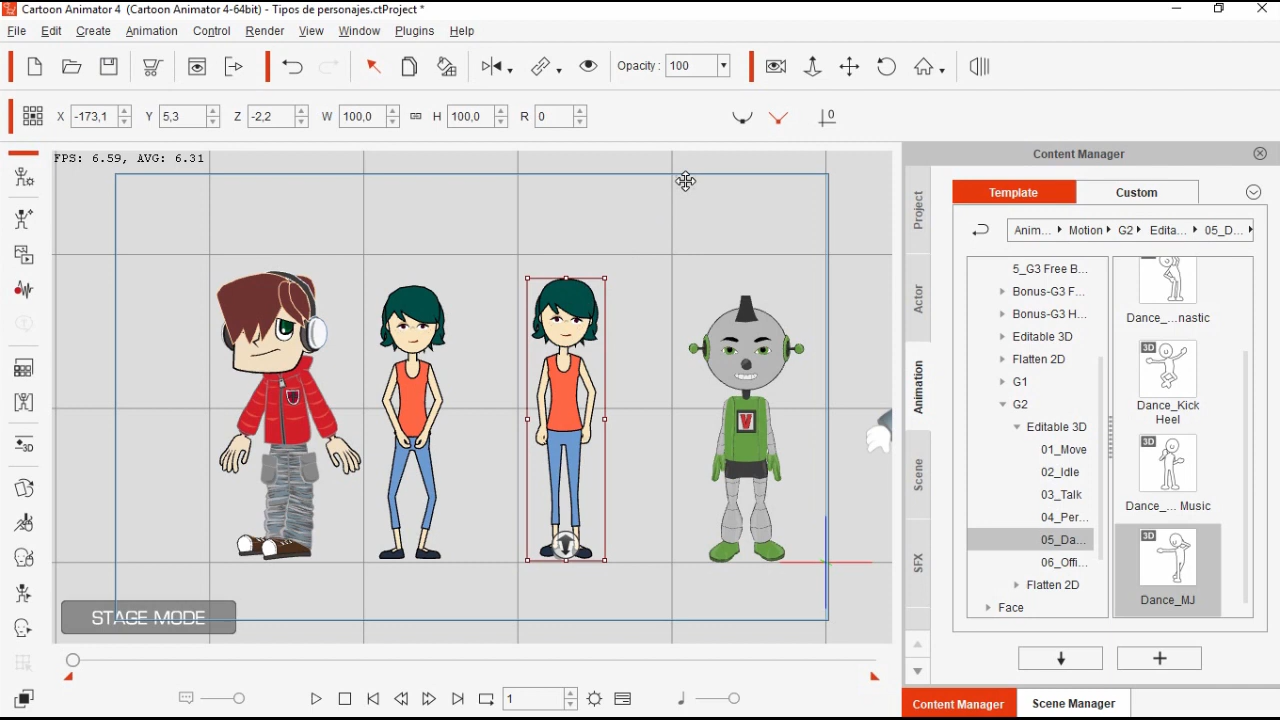 Cartoon Animator 4 (Cartoon Animator 4-64bit) - Tipos de personajes.ctProject *
File Edit Create Animation Control Render View Window Plugins Help
Opacity : 100
X -173,1 Y 5,3 Z -2,2 W 100,0 H 100,0 R 0
0
FPS: 6.59, AVG: 6.31
Content Manager
Template Custom
Anim... Motion G2 Edita... 05_D...
Project
Actor
Animation
Scene
SFX
5_G3 Free B...
Bonus-G3 F...
Bonus-G3 H...
Editable 3D
Flatten 2D
G1
G2
Editable 3D
01_Move
02_Idle
03_Talk
04_Per...
05_Da...
06_Offi...
Flatten 2D
Face
Dance_...nastic
3D
Dance_Kick
Heel
3D
Dance_... Music
3D
Dance_MJ
V
STAGE MODE
1
Content Manager Scene Manager
3D